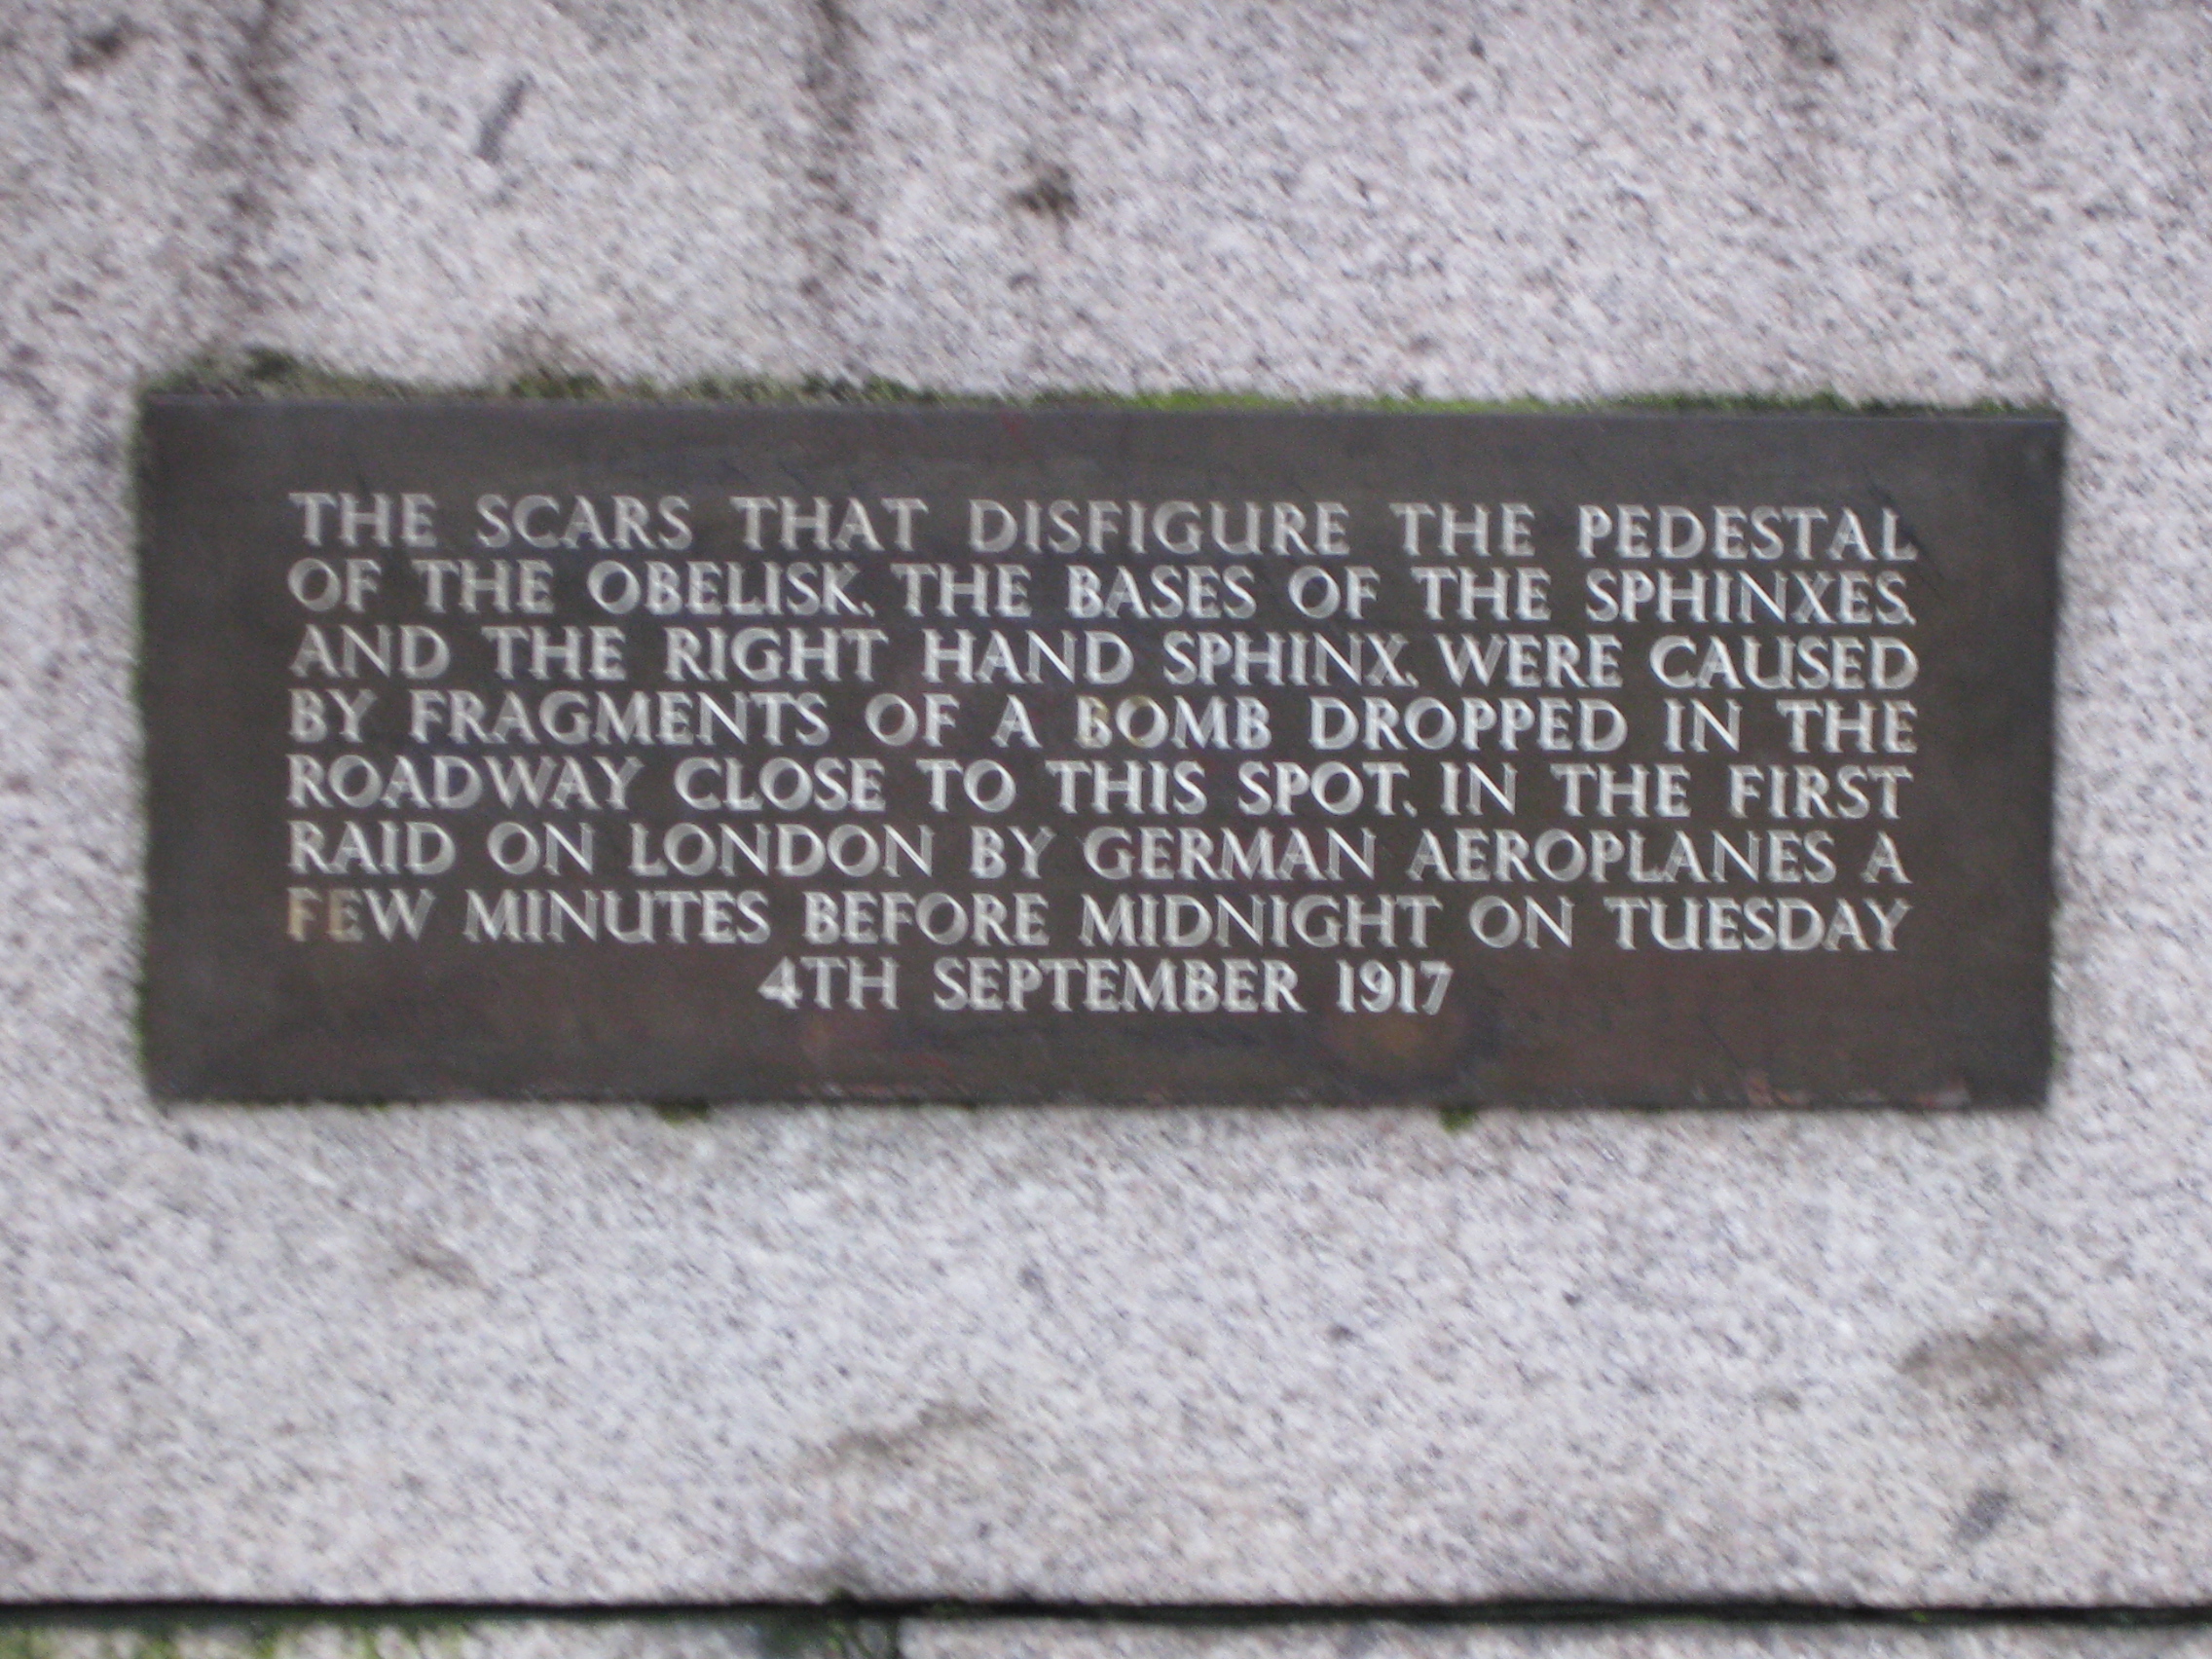 THE SCARS THAT DISFIGURE THE PEDESTAL
OF THE OBELISK, THE BASES OF THE SPHINXES,
AND THE RIGHT HAND SPHINX, WERE CAUSED
BY FRAGMENTS OF A BOMB DROPPED IN THE
ROADWAY CLOSE TO THIS SPOT, IN THE FIRST
RAID ON LONDON BY GERMAN AEROPLANES A
FEW MINUTES BEFORE MIDNIGHT ON TUESDAY
4TH SEPTEMBER 1917